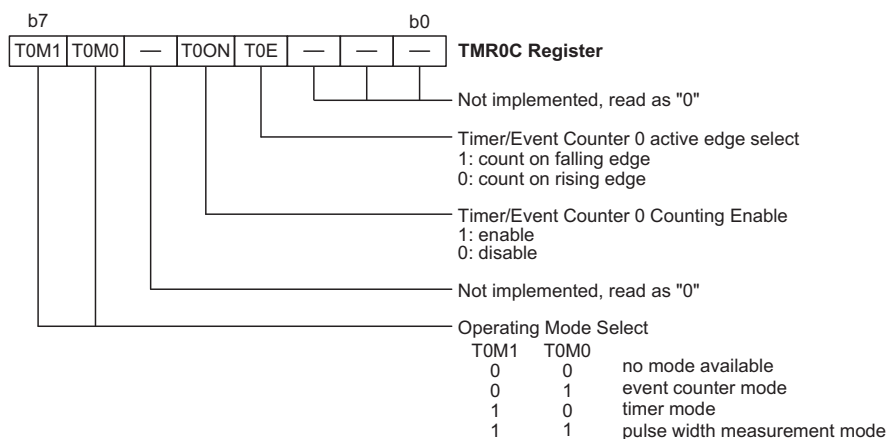 b7 b0
T0M1 T0M0 — T0ON T0E — — — TMR0C Register
Not implemented, read as "0"
Timer/Event Counter 0 active edge select
1: count on falling edge
0: count on rising edge
Timer/Event Counter 0 Counting Enable
1: enable
0: disable
Not implemented, read as "0"
Operating Mode Select
T0M1 T0M0
0 0 no mode available
0 1 event counter mode
1 0 timer mode
1 1 pulse width measurement mode